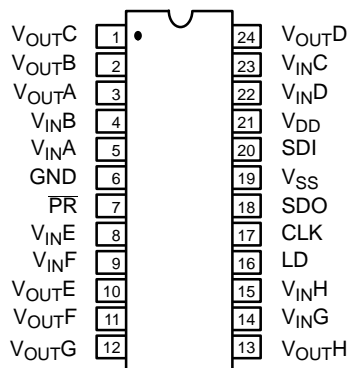 VOUTC 1 24 VOUTD
VOUTB 2 23 VINC
VOUTA 3 22 VIND
VINB 4 21 VDD
VINA 5 20 SDI
GND 6 19 VSS
P̅R̅ 7 18 SDO
VINE 8 17 CLK
VINF 9 16 LD
VOUTE 10 15 VINH
VOUTF 11 14 VING
VOUTG 12 13 VOUTH